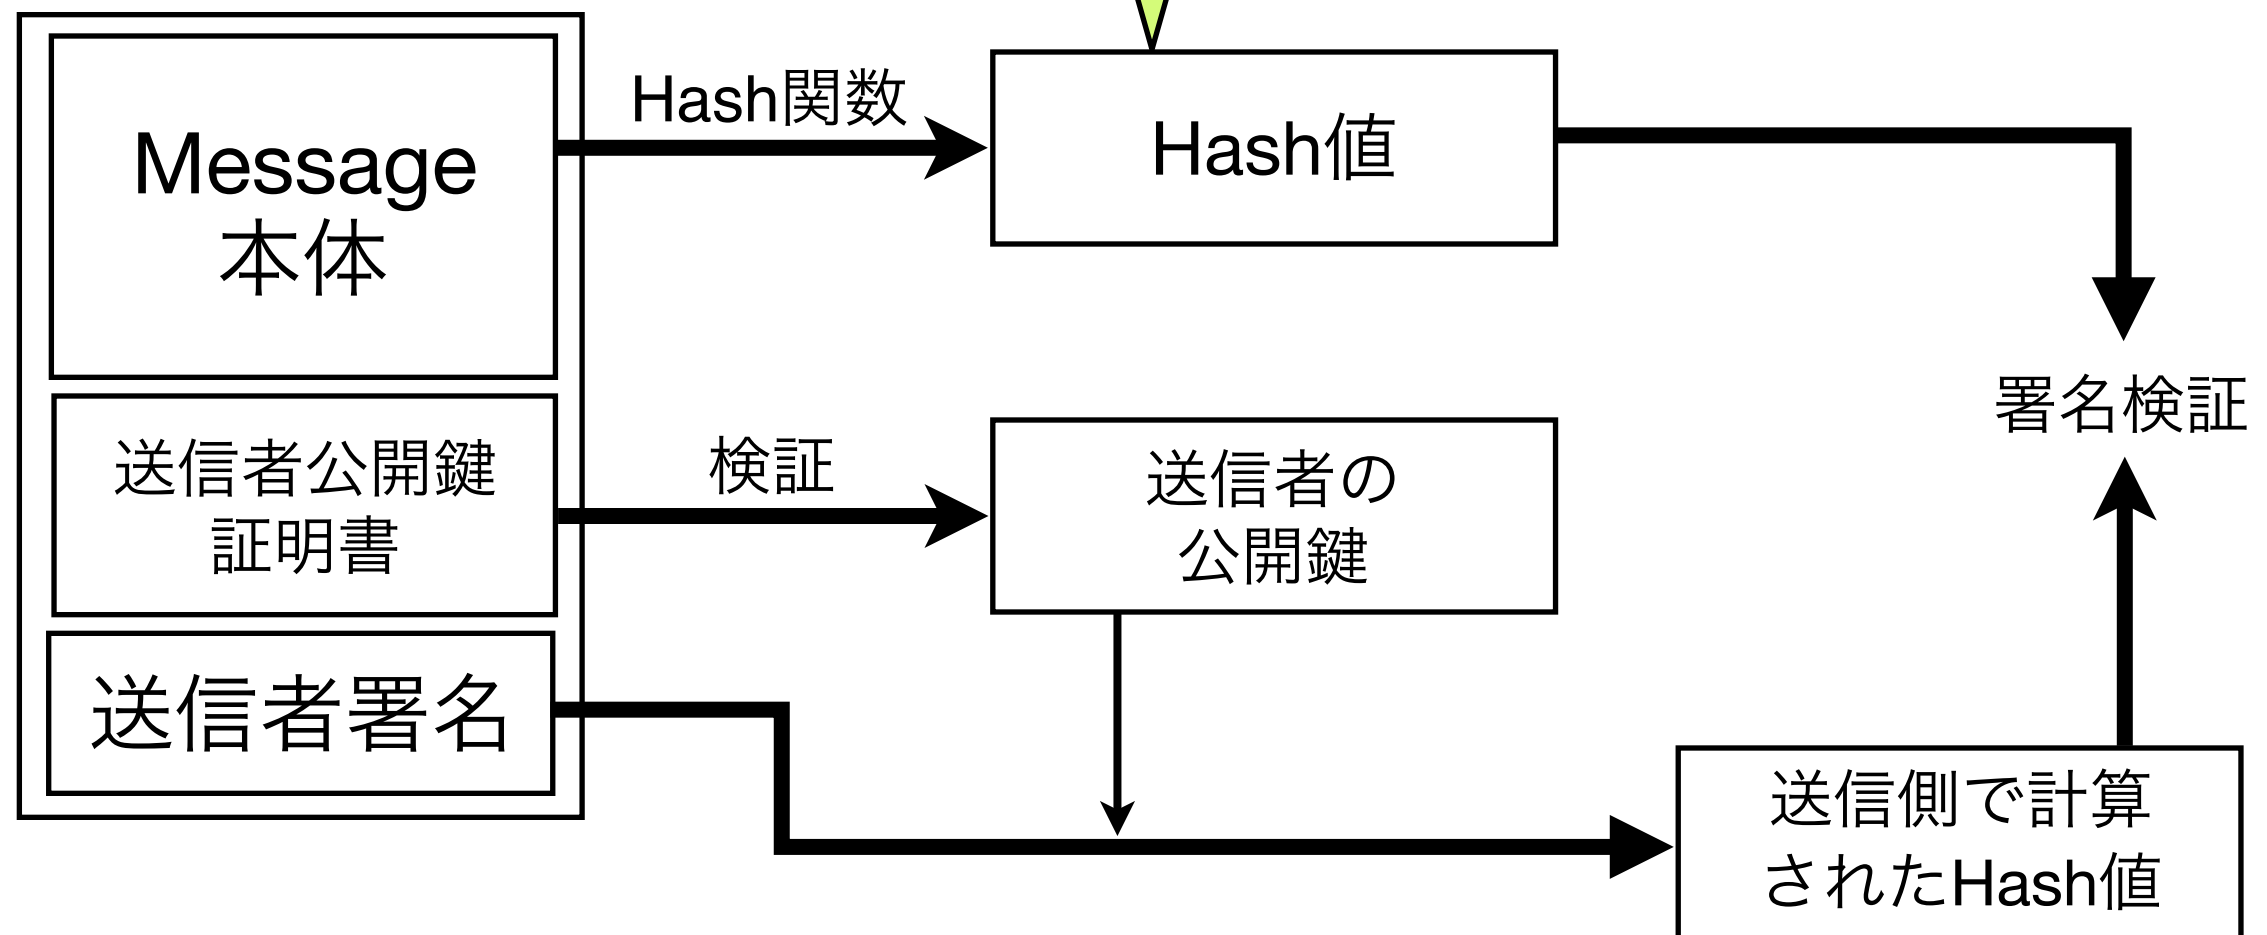 Message
本体
Hash関数
Hash値
送信者公開鍵
証明書
検証
送信者の
公開鍵
署名検証
送信者署名
送信側で計算
されたHash値